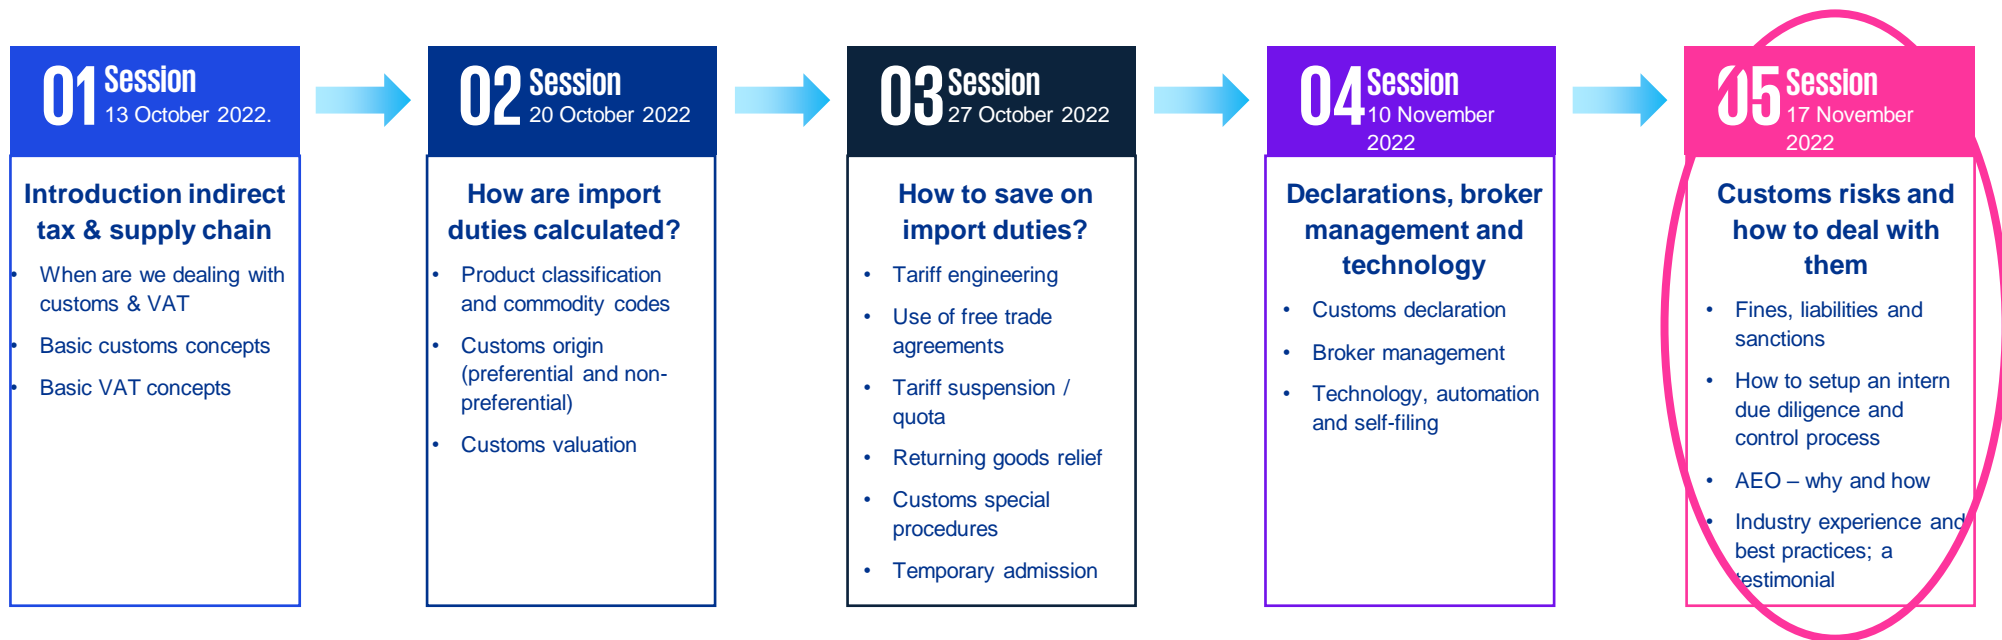 01 Session
13 October 2022.
Introduction indirect
tax & supply chain
• When are we dealing with
customs & VAT
• Basic customs concepts
• Basic VAT concepts
02 Session
20 October 2022
How are import
duties calculated?
• Product classification
and commodity codes
• Customs origin
(preferential and non-
preferential)
• Customs valuation
03 Session
27 October 2022
How to save on
import duties?
• Tariff engineering
• Use of free trade
agreements
• Tariff suspension /
quota
• Returning goods relief
• Customs special
procedures
• Temporary admission
04 Session
10 November
2022
Declarations, broker
management and
technology
• Customs declaration
• Broker management
• Technology, automation
and self-filing
05 Session
17 November
2022
Customs risks and
how to deal with
them
• Fines, liabilities and
sanctions
• How to setup an intern
due diligence and
control process
• AEO – why and how
• Industry experience and
best practices; a
testimonial